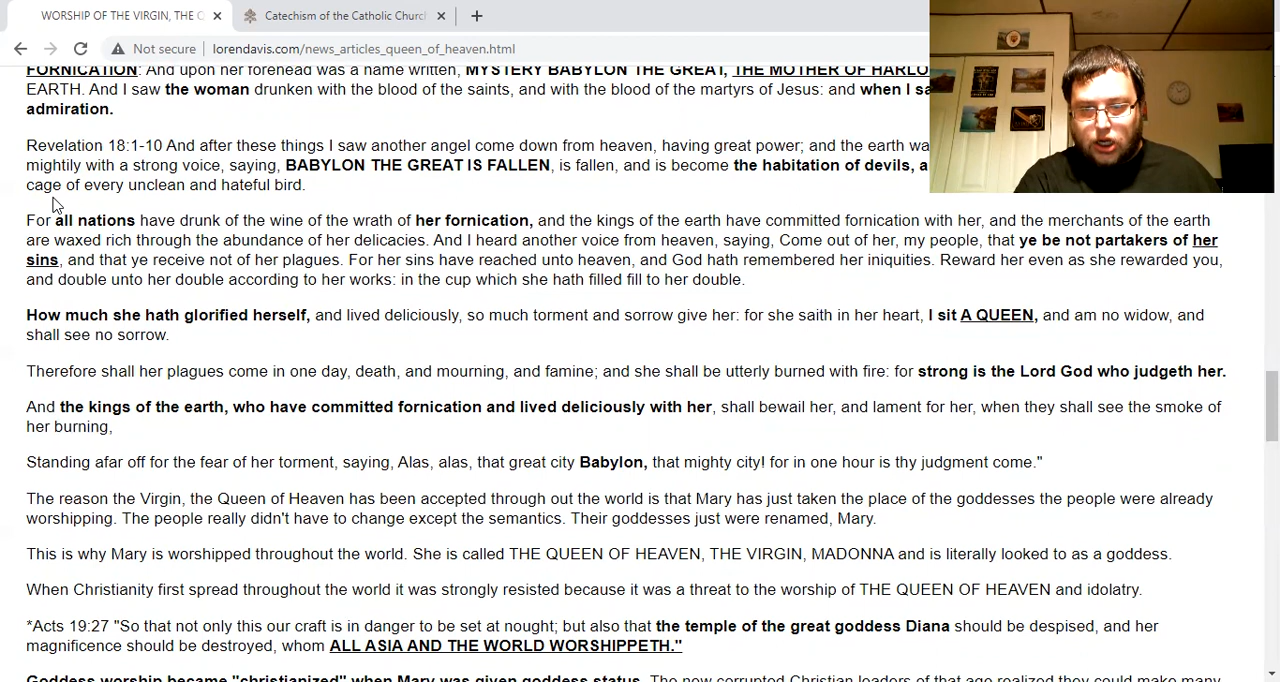 WORSHIP OF THE VIRGIN, THE Q
Catechism of the Catholic Church
Not secure
lorendavis.com/news_articles_queen_of_heaven.html
FORNICATION: And upon her forehead was a name written, MYSTERY BABYLON THE GREAT, THE MOTHER OF HARLO
EARTH. And I saw the woman drunken with the blood of the saints, and with the blood of the martyrs of Jesus: and when I sa
admiration.
Revelation 18:1-10 And after these things I saw another angel come down from heaven, having great power; and the earth wa
mightily with a strong voice, saying, BABYLON THE GREAT IS FALLEN, is fallen, and is become the habitation of devils, a
cage of every unclean and hateful bird.
For all nations have drunk of the wine of the wrath of her fornication, and the kings of the earth have committed fornication with her, and the merchants of the earth
are waxed rich through the abundance of her delicacies. And I heard another voice from heaven, saying, Come out of her, my people, that ye be not partakers of her
sins, and that ye receive not of her plagues. For her sins have reached unto heaven, and God hath remembered her iniquities. Reward her even as she rewarded you,
and double unto her double according to her works: in the cup which she hath filled fill to her double.
How much she hath glorified herself, and lived deliciously, so much torment and sorrow give her: for she saith in her heart, I sit A QUEEN, and am no widow, and
shall see no sorrow.
Therefore shall her plagues come in one day, death, and mourning, and famine; and she shall be utterly burned with fire: for strong is the Lord God who judgeth her.
And the kings of the earth, who have committed fornication and lived deliciously with her, shall bewail her, and lament for her, when they shall see the smoke of
her burning,
Standing afar off for the fear of her torment, saying, Alas, alas, that great city Babylon, that mighty city! for in one hour is thy judgment come."
The reason the Virgin, the Queen of Heaven has been accepted through out the world is that Mary has just taken the place of the goddesses the people were already
worshipping. The people really didn't have to change except the semantics. Their goddesses just were renamed, Mary.
This is why Mary is worshipped throughout the world. She is called THE QUEEN OF HEAVEN, THE VIRGIN, MADONNA and is literally looked to as a goddess.
When Christianity first spread throughout the world it was strongly resisted because it was a threat to the worship of THE QUEEN OF HEAVEN and idolatry.
*Acts 19:27 "So that not only this our craft is in danger to be set at nought; but also that the temple of the great goddess Diana should be despised, and her
magnificence should be destroyed, whom ALL ASIA AND THE WORLD WORSHIPPETH."
Goddess worship became "christianized" when Mary was given goddess status. The now corrupted Christian leaders of that age realized they could make many